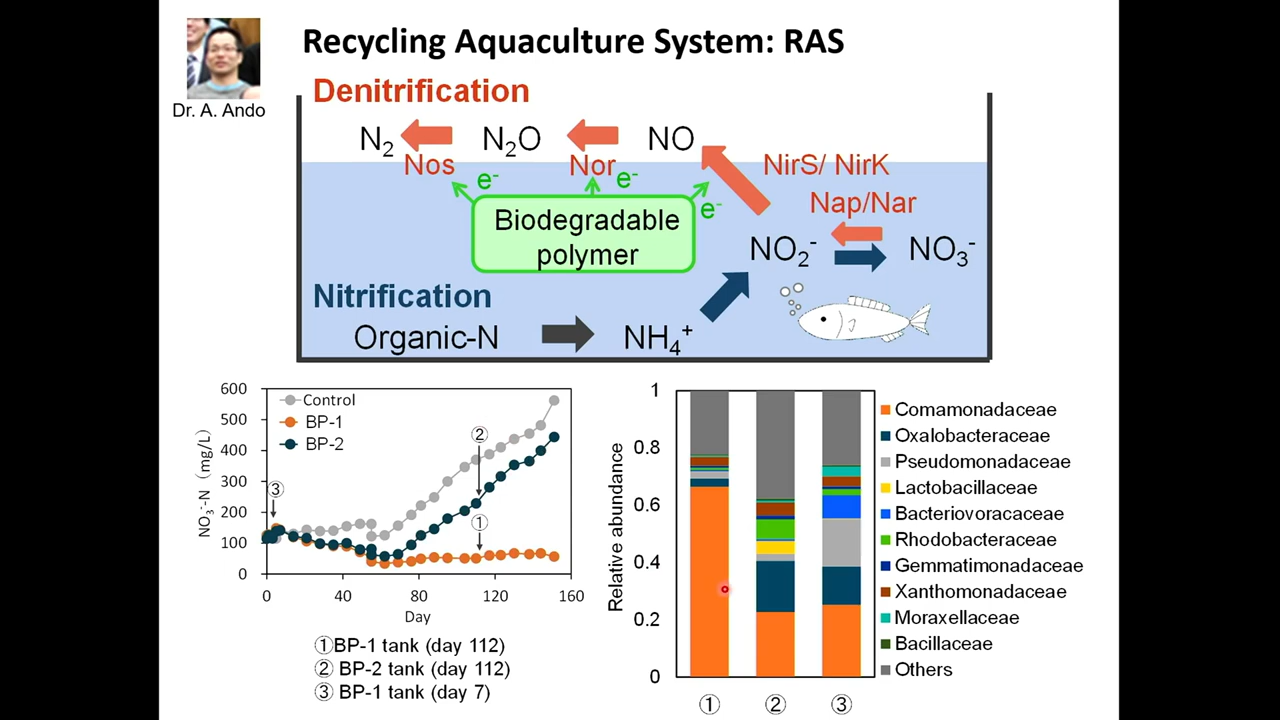 Recycling Aquaculture System: RAS
Dr. A. Ando
Denitrification
N₂ N₂O NO
Nos Nor NirS/ NirK
e⁻ e⁻ e⁻
Nap/Nar
Biodegradable
polymer
NO₂⁻ NO₃⁻
Nitrification
Organic-N NH₄⁺
NO₃⁻-N (mg/L)
600
500
400
300
200
100
0
Control
BP-1
BP-2
②
③
①
0 40 80 120 160
Day
①BP-1 tank (day 112)
② BP-2 tank (day 112)
③ BP-1 tank (day 7)
Relative abundance
1
0.8
0.6
0.4
0.2
0
① ② ③
Comamonadaceae
Oxalobacteraceae
Pseudomonadaceae
Lactobacillaceae
Bacteriovoracaceae
Rhodobacteraceae
Gemmatimonadaceae
Xanthomonadaceae
Moraxellaceae
Bacillaceae
Others